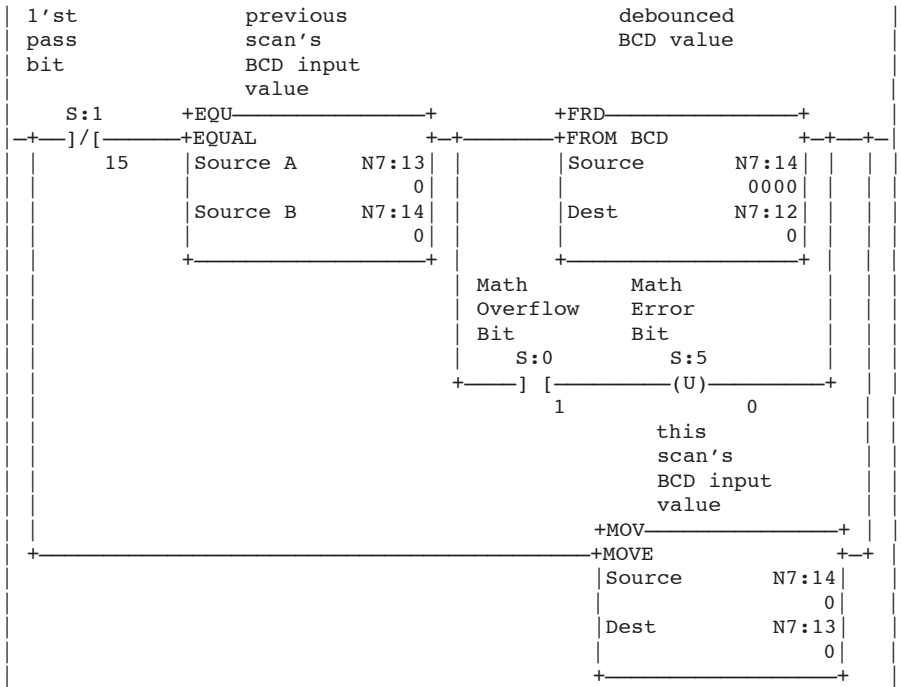 1'st previous debounced
pass scan's BCD value
bit BCD input
value
S:1 +EQU +FRD
]/[ EQUAL FROM BCD
15 Source A N7:13 Source N7:14
0 0000
Source B N7:14 Dest N7:12
0 0
Math Math
Overflow Error
Bit Bit
S:0 S:5
] [ (U)
1 0
this
scan's
BCD input
value
+MOV
MOVE
Source N7:14
0
Dest N7:13
0